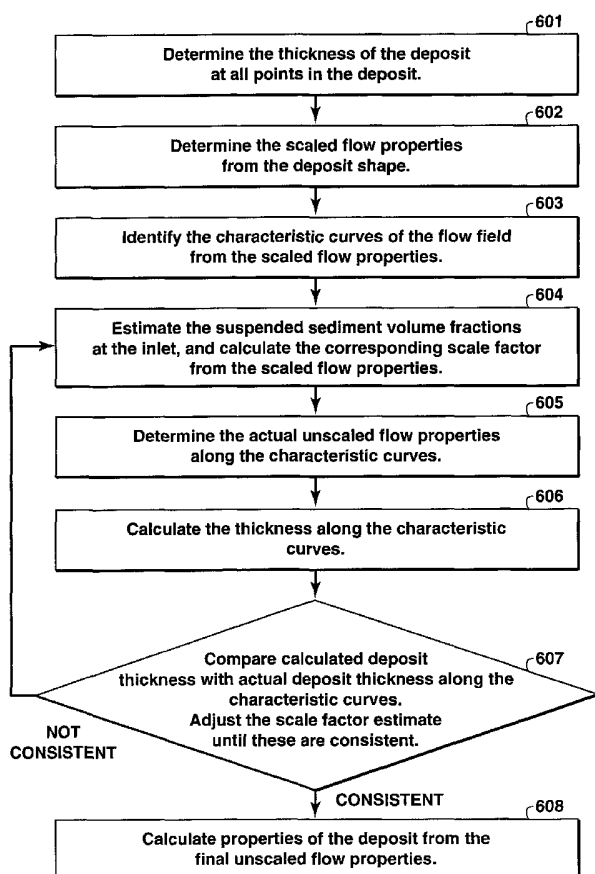 601
Determine the thickness of the deposit
at all points in the deposit.
602
Determine the scaled flow properties
from the deposit shape.
603
Identify the characteristic curves of the flow field
from the scaled flow properties.
604
Estimate the suspended sediment volume fractions
at the inlet, and calculate the corresponding scale factor
from the scaled flow properties.
605
Determine the actual unscaled flow properties
along the characteristic curves.
606
Calculate the thickness along the characteristic
curves.
607
Compare calculated deposit
thickness with actual deposit thickness along the
characteristic curves.
Adjust the scale factor estimate
until these are consistent.
NOT
CONSISTENT
CONSISTENT
608
Calculate properties of the deposit from the
final unscaled flow properties.